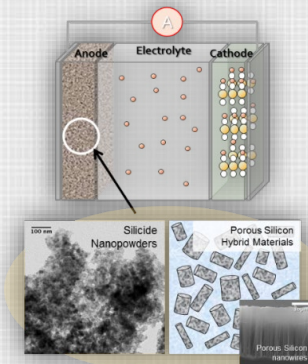 A
Anode
Electrolyte
Cathode
100 nm
Silicide
Nanopowders
Porous Silicon
Hybrid Materials
Porous Silicon
nanowires